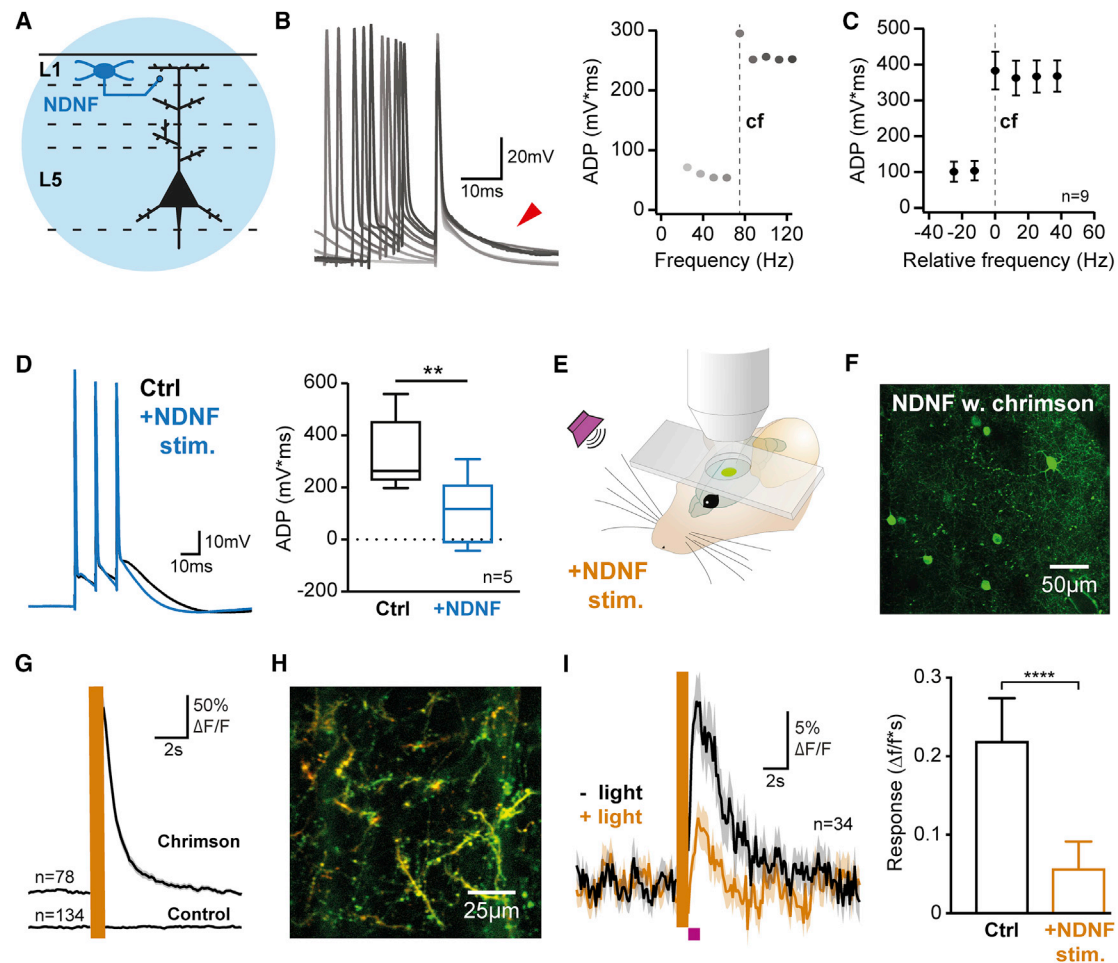 A
L1
NDNF
L5
B
20mV
10ms
ADP (mV*ms)
300
200
100
0
cf
0 40 80 120
Frequency (Hz)
C
ADP (mV*ms)
500
400
300
200
100
0
cf
n=9
-40 -20 0 20 40 60
Relative frequency (Hz)
D
Ctrl
+NDNF
stim.
10mV
10ms
ADP (mV*ms)
600
400
200
0
-200
**
n=5
Ctrl +NDNF
E
+NDNF
stim.
F
NDNF w. chrimson
50µm
G
50%
ΔF/F
2s
Chrimson
n=78
n=134
Control
H
25µm
I
5%
ΔF/F
2s
- light
+ light
n=34
Response (Δf/f*s)
0.3
0.2
0.1
0
****
Ctrl +NDNF
stim.